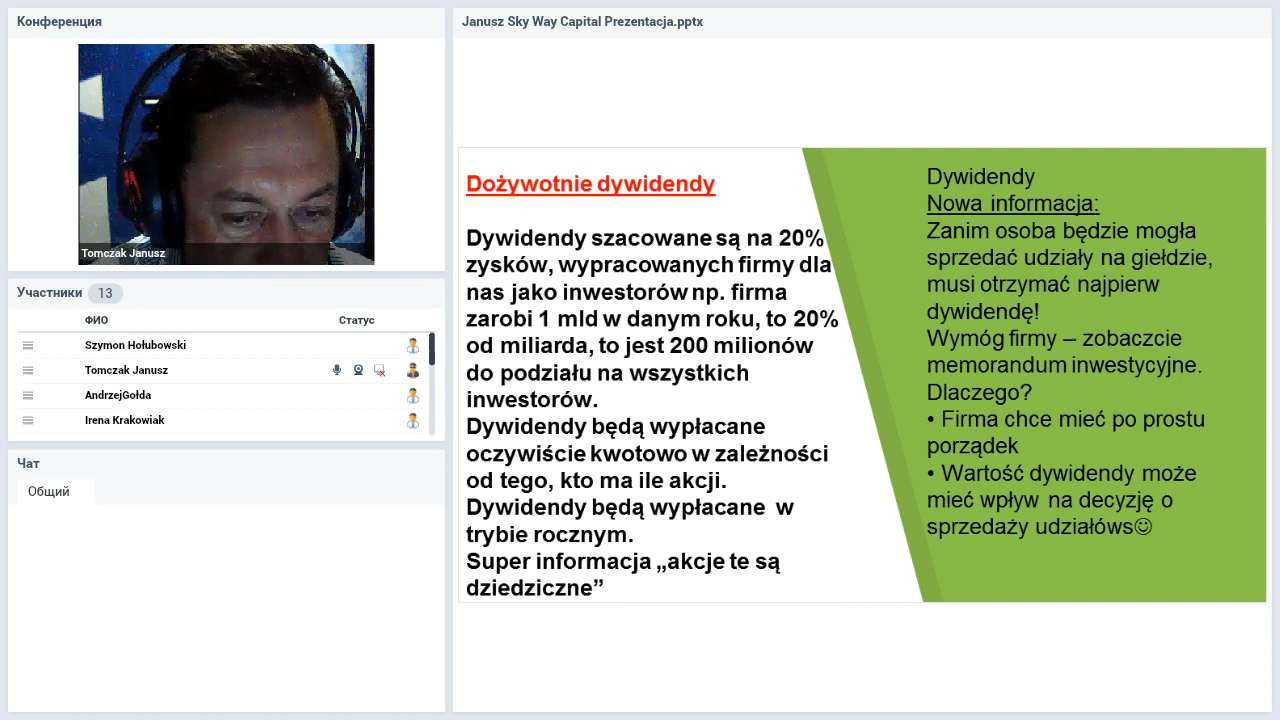 Конференция
Tomczak Janusz
Участники 13
ФИО Статус
Szymon Hołubowski
Tomczak Janusz
AndrzejGołda
Irena Krakowiak
Чат
Общий
Janusz Sky Way Capital Prezentacja.pptx
Dożywotnie dywidendy
Dywidendy szacowane są na 20%
zysków, wypracowanych firmy dla
nas jako inwestorów np. firma
zarobi 1 mld w danym roku, to 20%
od miliarda, to jest 200 milionów
do podziału na wszystkich
inwestorów.
Dywidendy będą wypłacane
oczywiście kwotowo w zależności
od tego, kto ma ile akcji.
Dywidendy będą wypłacane w
trybie rocznym.
Super informacja „akcje te są
dziedziczne”
Dywidendy
Nowa informacja:
Zanim osoba będzie mogła
sprzedać udziały na giełdzie,
musi otrzymać najpierw
dywidendę!
Wymóg firmy – zobaczcie
memorandum inwestycyjne.
Dlaczego?
• Firma chce mieć po prostu
porządek
• Wartość dywidendy może
mieć wpływ na decyzję o
sprzedaży udziałóws☺